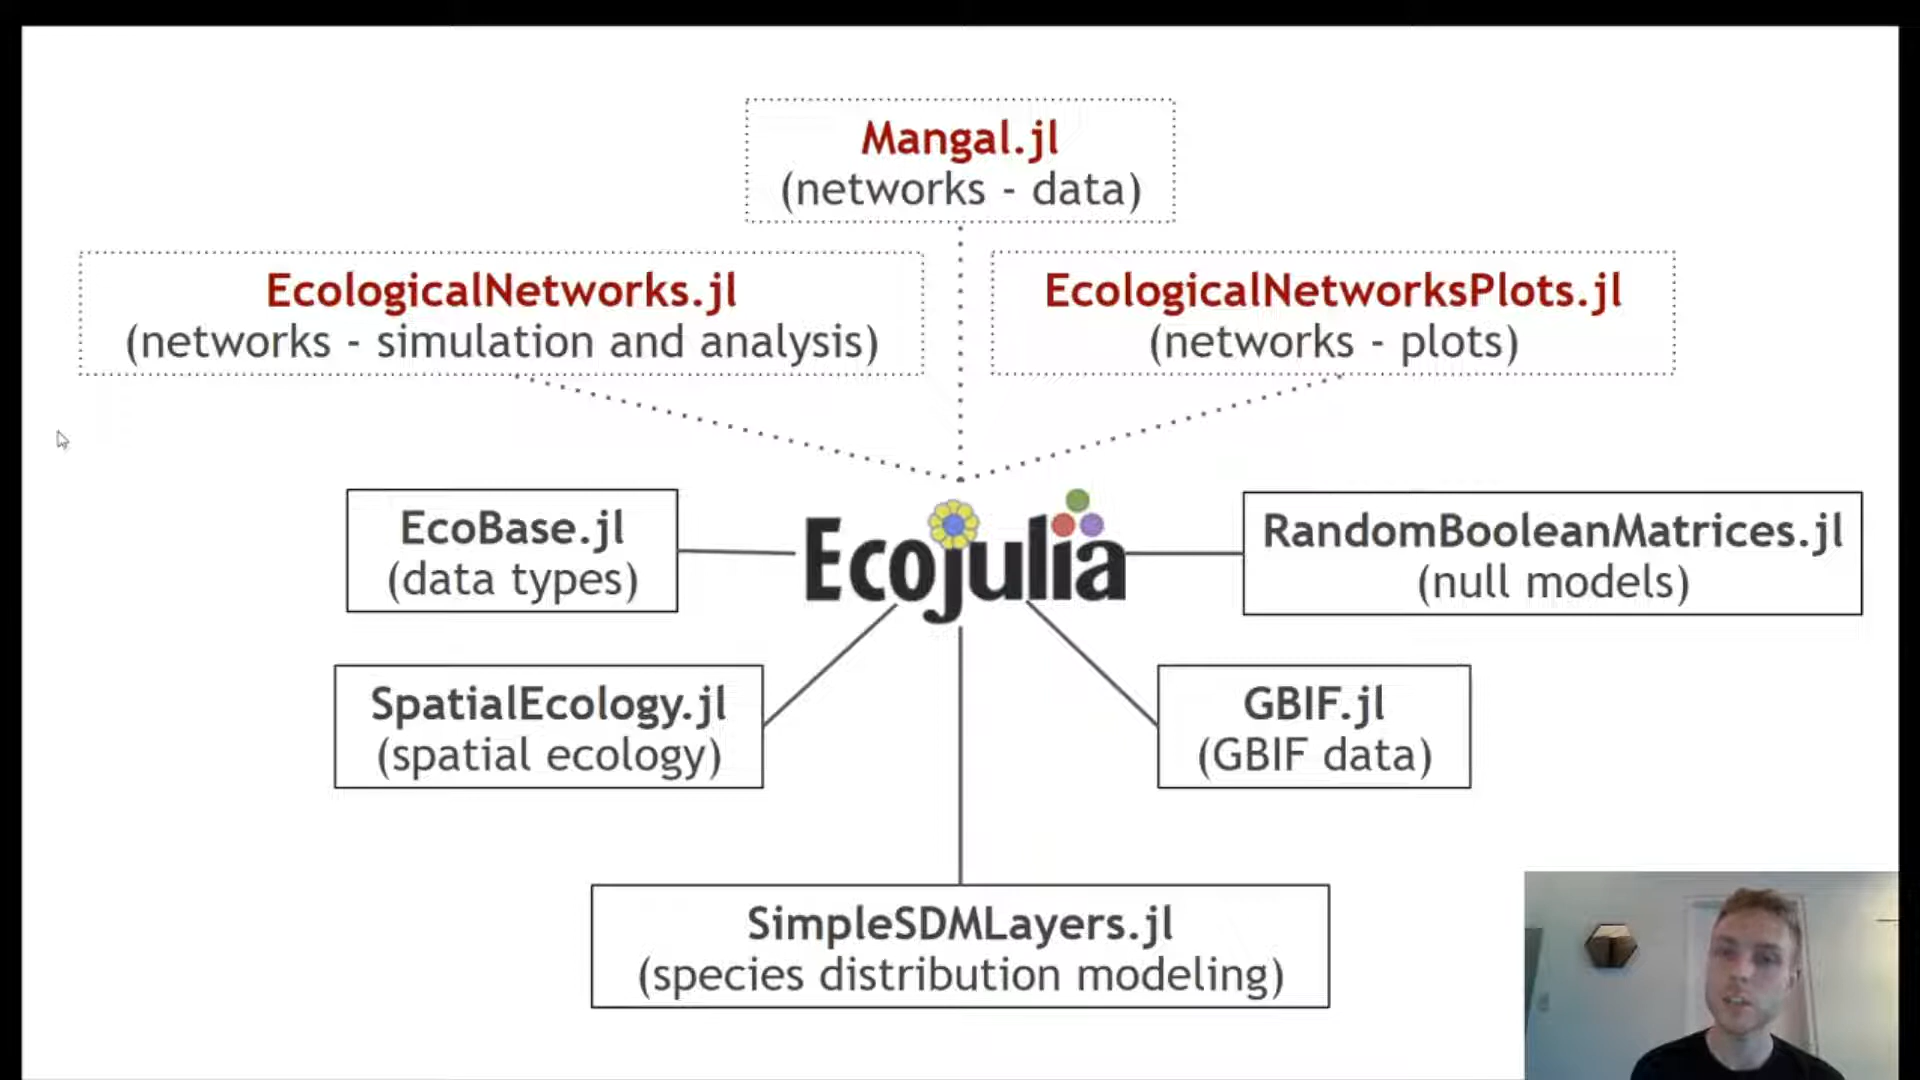 Mangal.jl
(networks - data)
EcologicalNetworks.jl
(networks - simulation and analysis)
EcologicalNetworksPlots.jl
(networks - plots)
EcoBase.jl
(data types)
Ecojulia
RandomBooleanMatrices.jl
(null models)
SpatialEcology.jl
(spatial ecology)
GBIF.jl
(GBIF data)
SimpleSDMLayers.jl
(species distribution modeling)